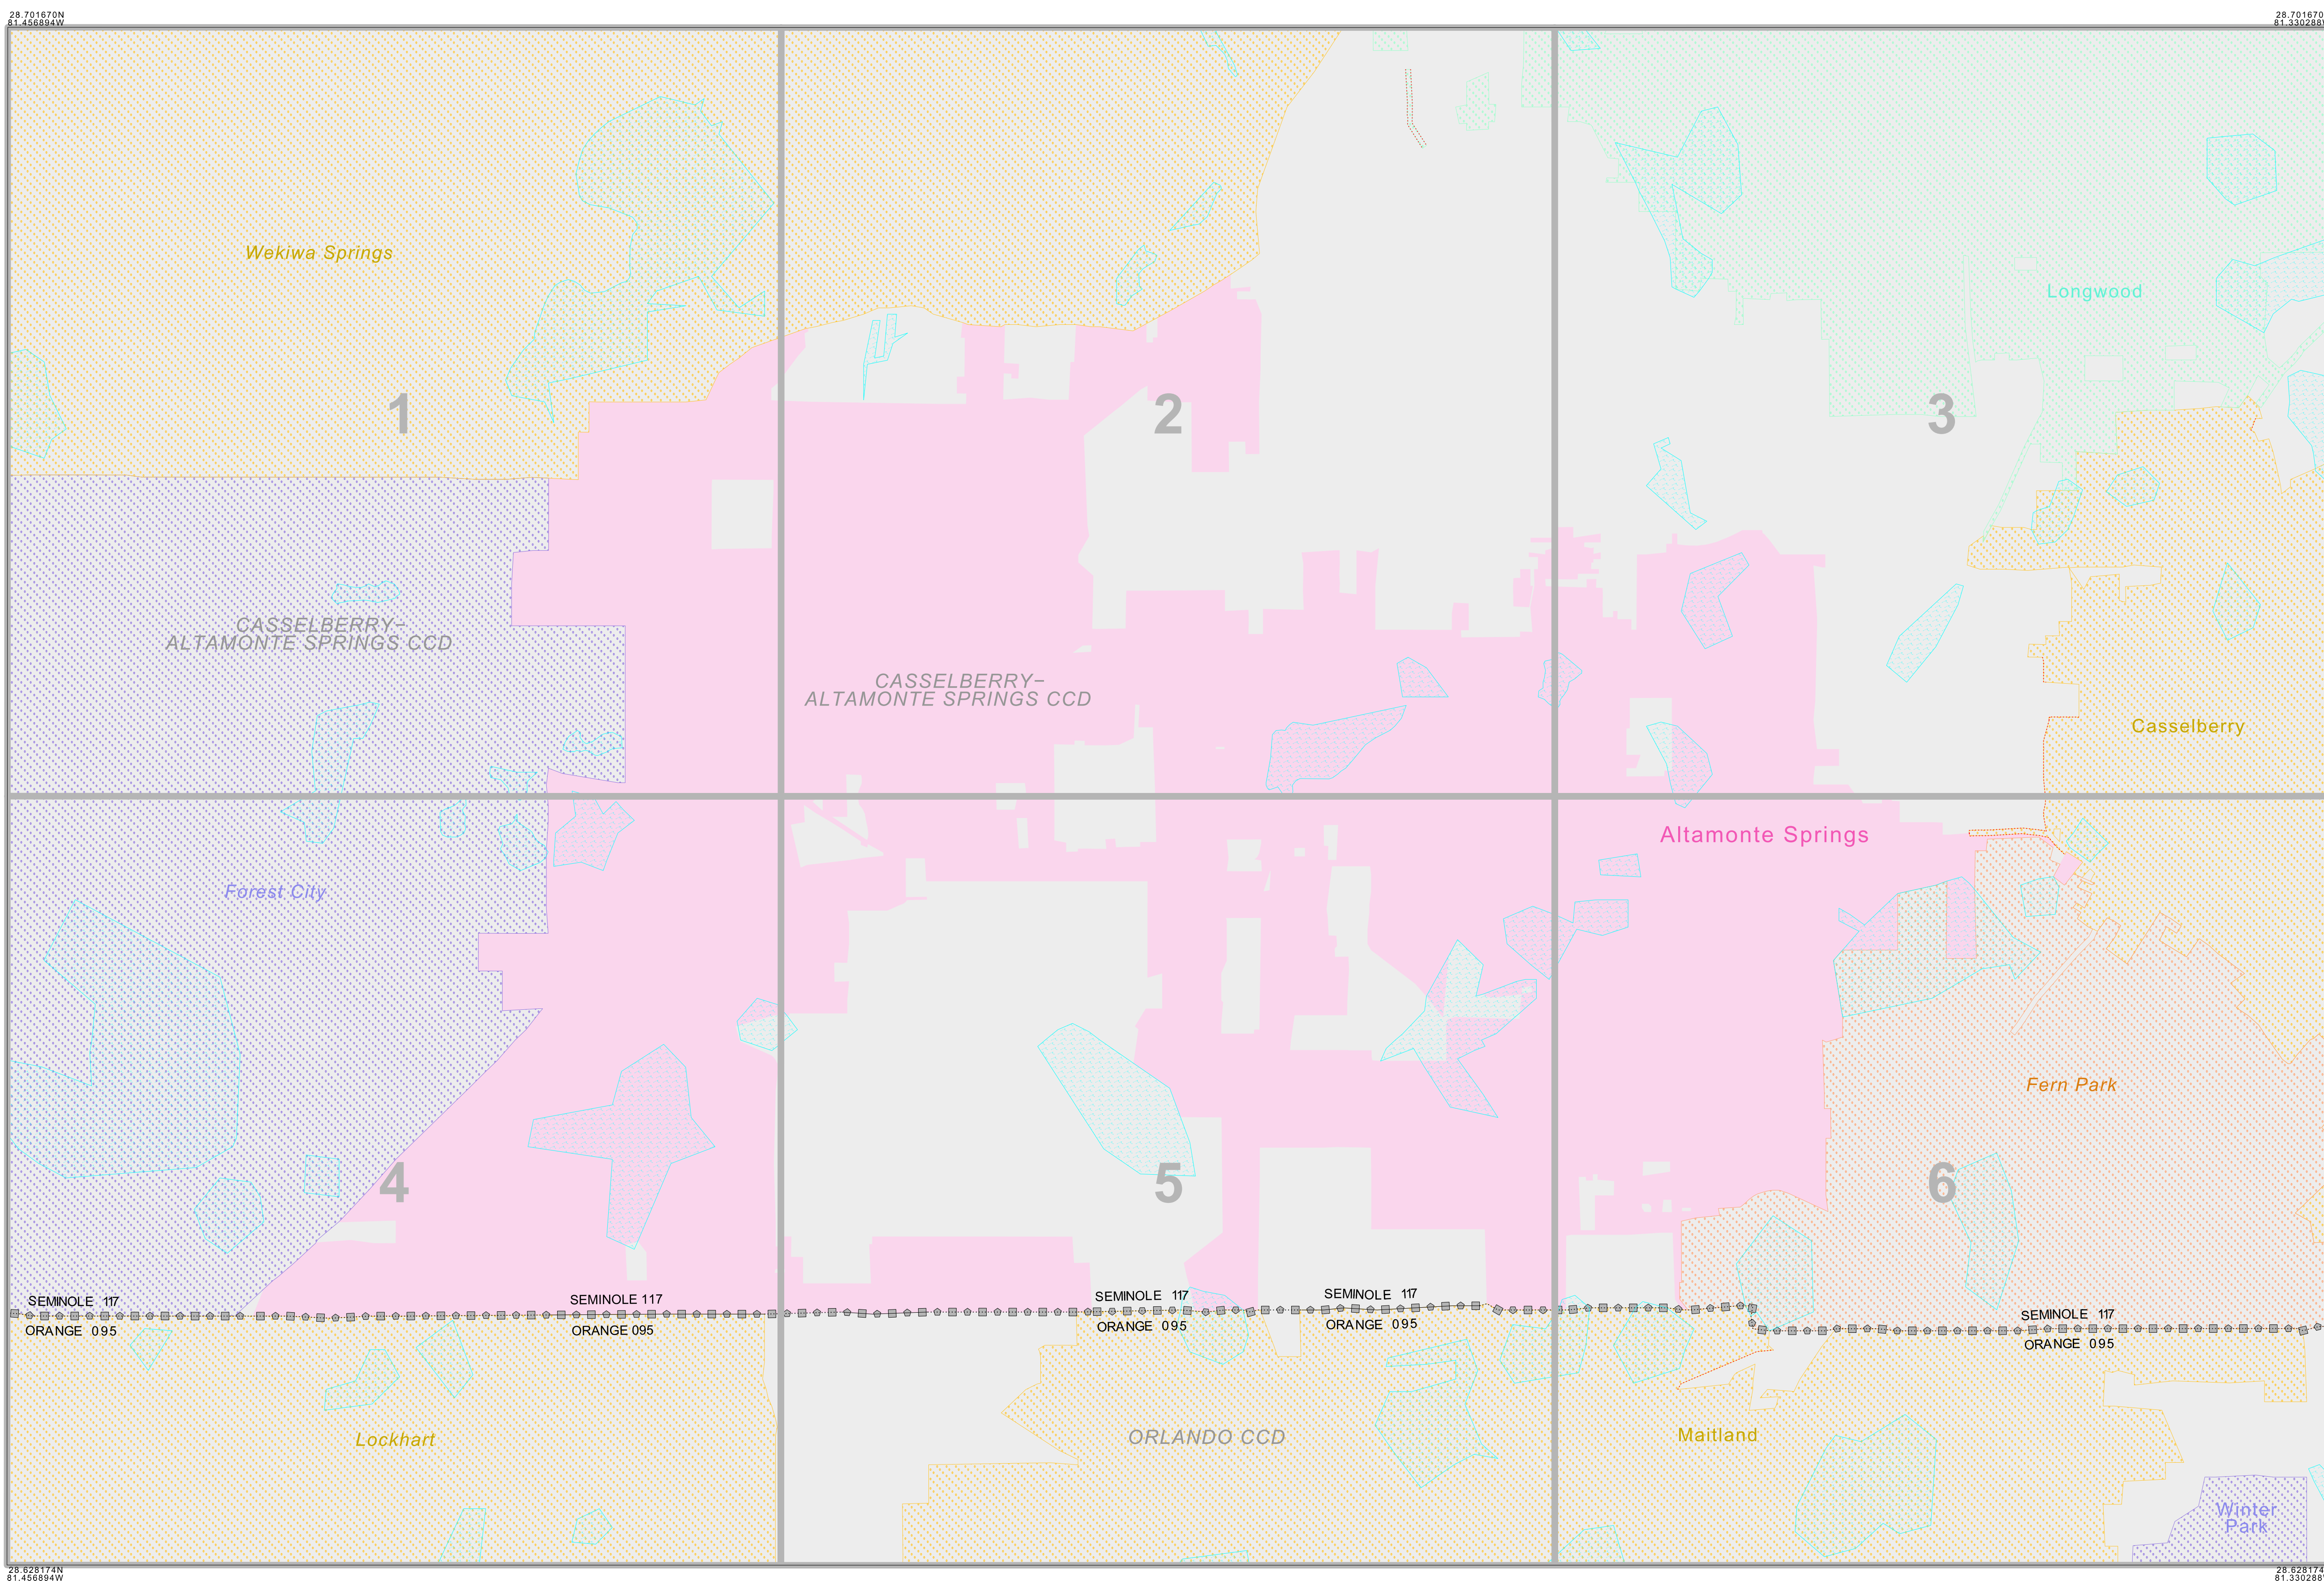 28.701670N
81.456894W
28.701670
81.330288W
Wekiwa Springs
Longwood
1
2
3
CASSELBERRY–
ALTAMONTE SPRINGS CCD
CASSELBERRY–
ALTAMONTE SPRINGS CCD
Casselberry
Altamonte Springs
Forest City
Fern Park
4
5
6
SEMINOLE 117
ORANGE 095
SEMINOLE 117
ORANGE 095
SEMINOLE 117
ORANGE 095
SEMINOLE 117
ORANGE 095
SEMINOLE 117
ORANGE 095
Lockhart
ORLANDO CCD
Maitland
Winter
Park
28.628174N
81.456894W
28.628174
81.330288